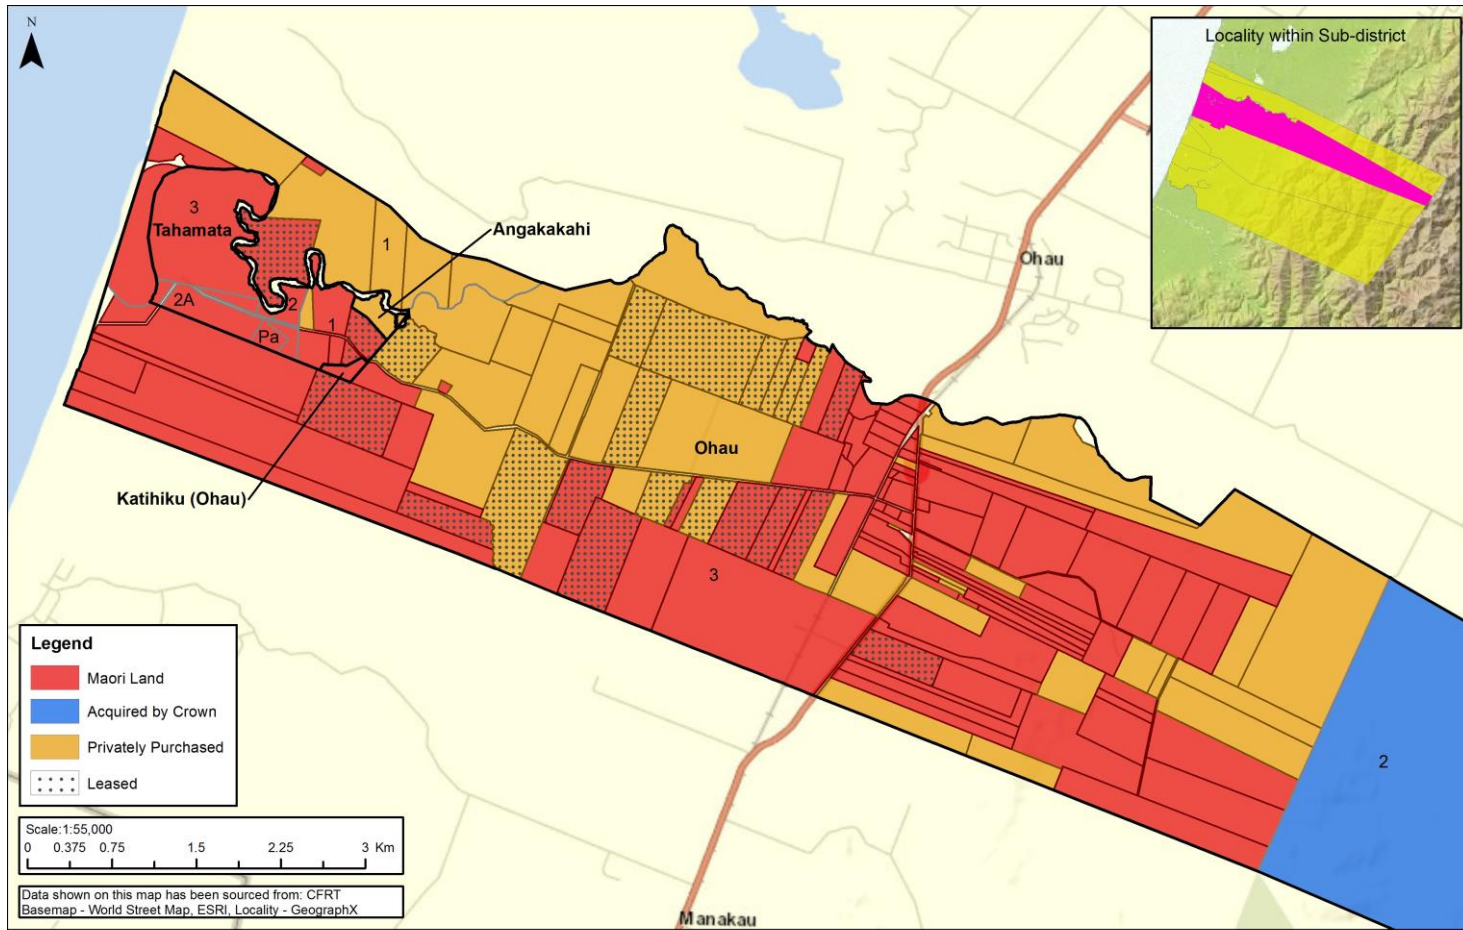 N
Locality within Sub-district
3
Tahamata
1
Angakakahi
Ohau
2A
2
Pa
1
Ohau
Katihiku (Ohau)
3
2
Legend
Maori Land
Acquired by Crown
Privately Purchased
Leased
Scale:1:55,000
0 0.375 0.75 1.5 2.25 3 Km
Data shown on this map has been sourced from: CFRT
Basemap - World Street Map, ESRI, Locality - GeographX
Manakau